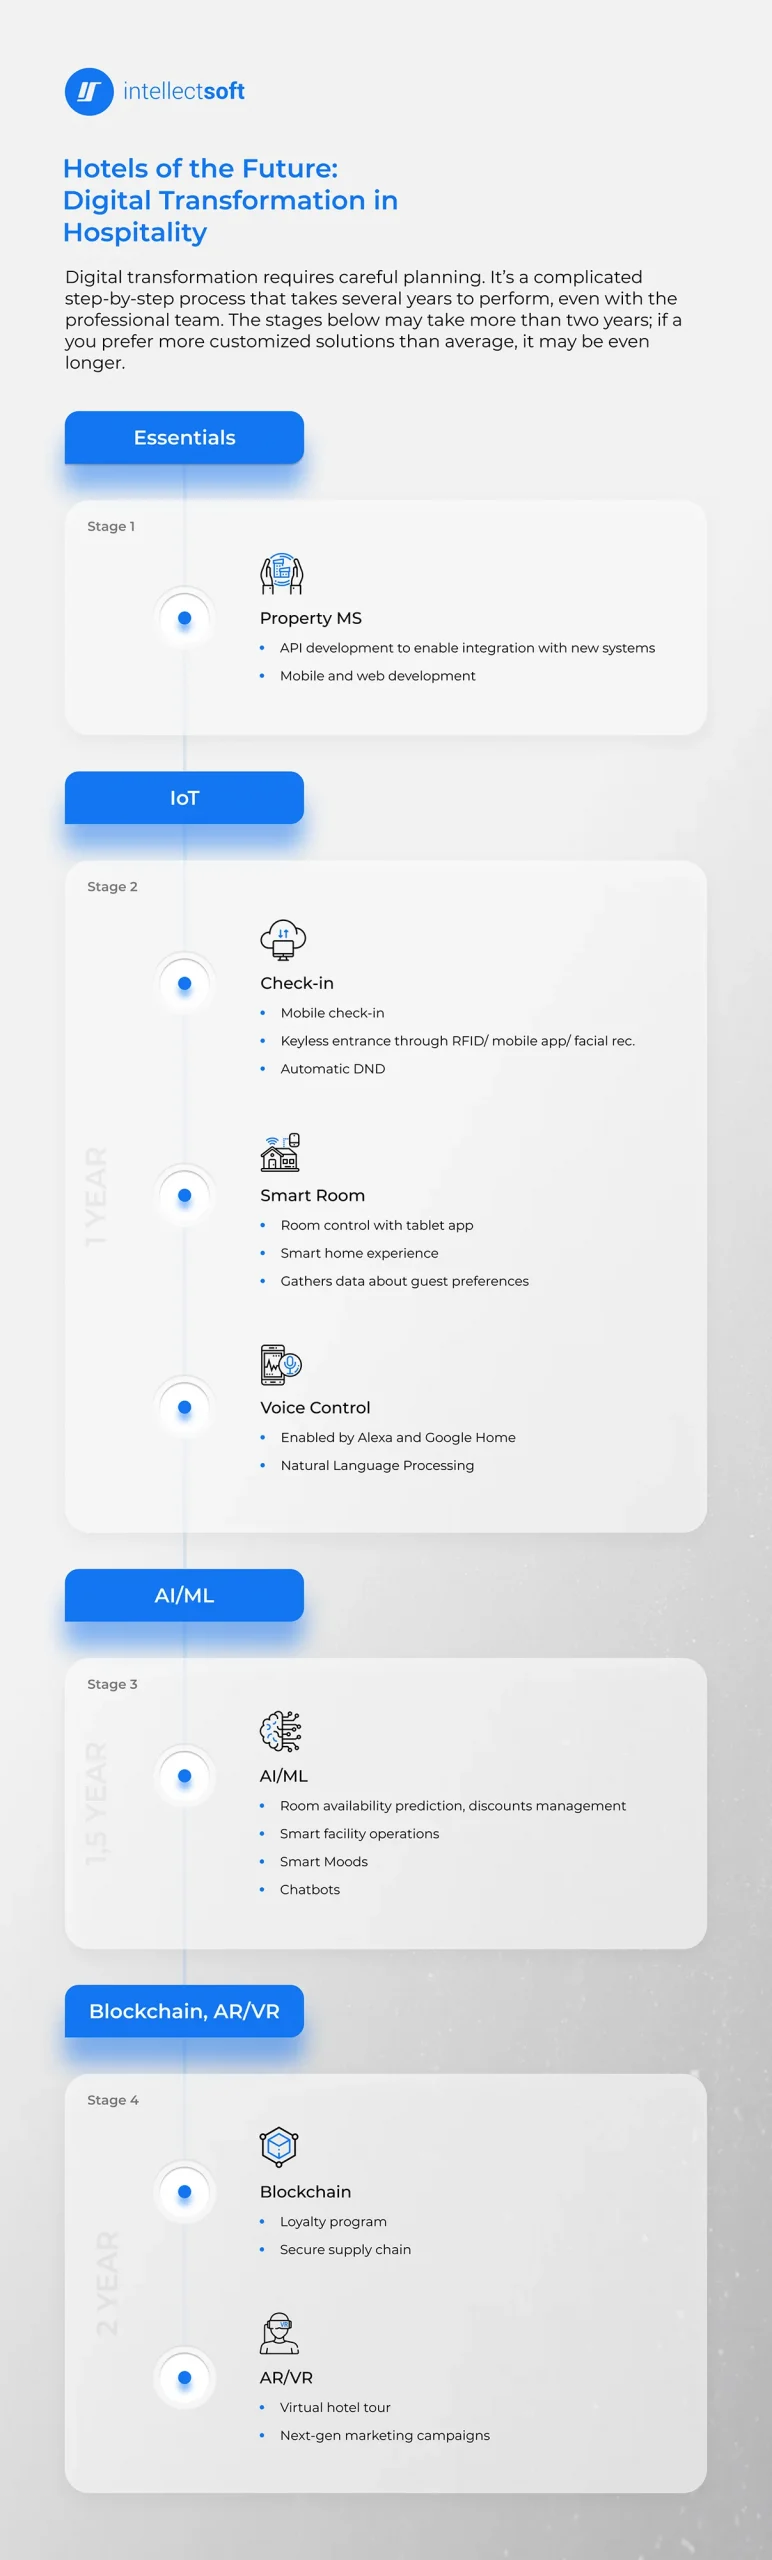 intellectsoft
Hotels of the Future:
Digital Transformation in
Hospitality
Digital transformation requires careful planning. It's a complicated
step-by-step process that takes several years to perform, even with the
professional team. The stages below may take more than two years; if a
you prefer more customized solutions than average, it may be even
longer.
Essentials
Stage 1
Property MS
API development to enable integration with new systems
Mobile and web development
IoT
Stage 2
1 YEAR
Check-in
Mobile check-in
Keyless entrance through RFID/ mobile app/ facial rec.
Automatic DND
Smart Room
Room control with tablet app
Smart home experience
Gathers data about guest preferences
Voice Control
Enabled by Alexa and Google Home
Natural Language Processing
AI/ML
Stage 3
1,5 YEAR
AI/ML
Room availability prediction, discounts management
Smart facility operations
Smart Moods
Chatbots
Blockchain, AR/VR
Stage 4
2 YEAR
Blockchain
Loyalty program
Secure supply chain
VR
AR/VR
Virtual hotel tour
Next-gen marketing campaigns